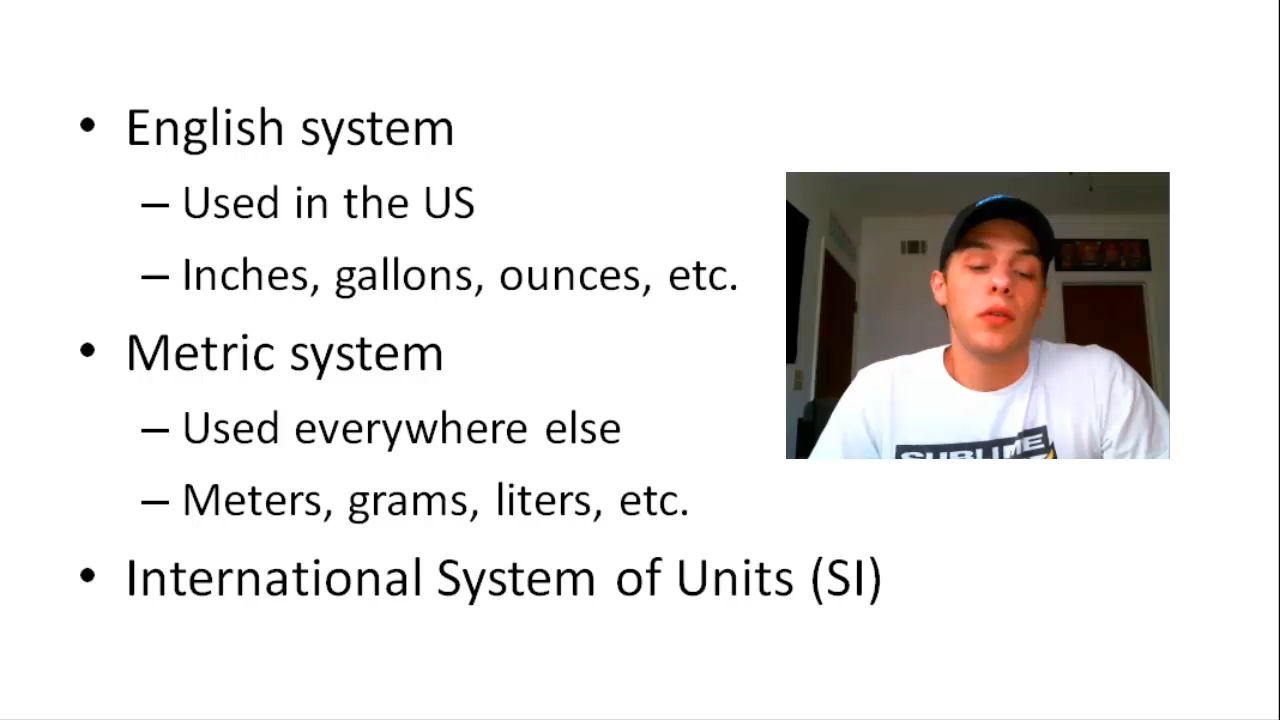 • English system
– Used in the US
– Inches, gallons, ounces, etc.
• Metric system
– Used everywhere else
– Meters, grams, liters, etc.
• International System of Units (SI)
SUBLIME